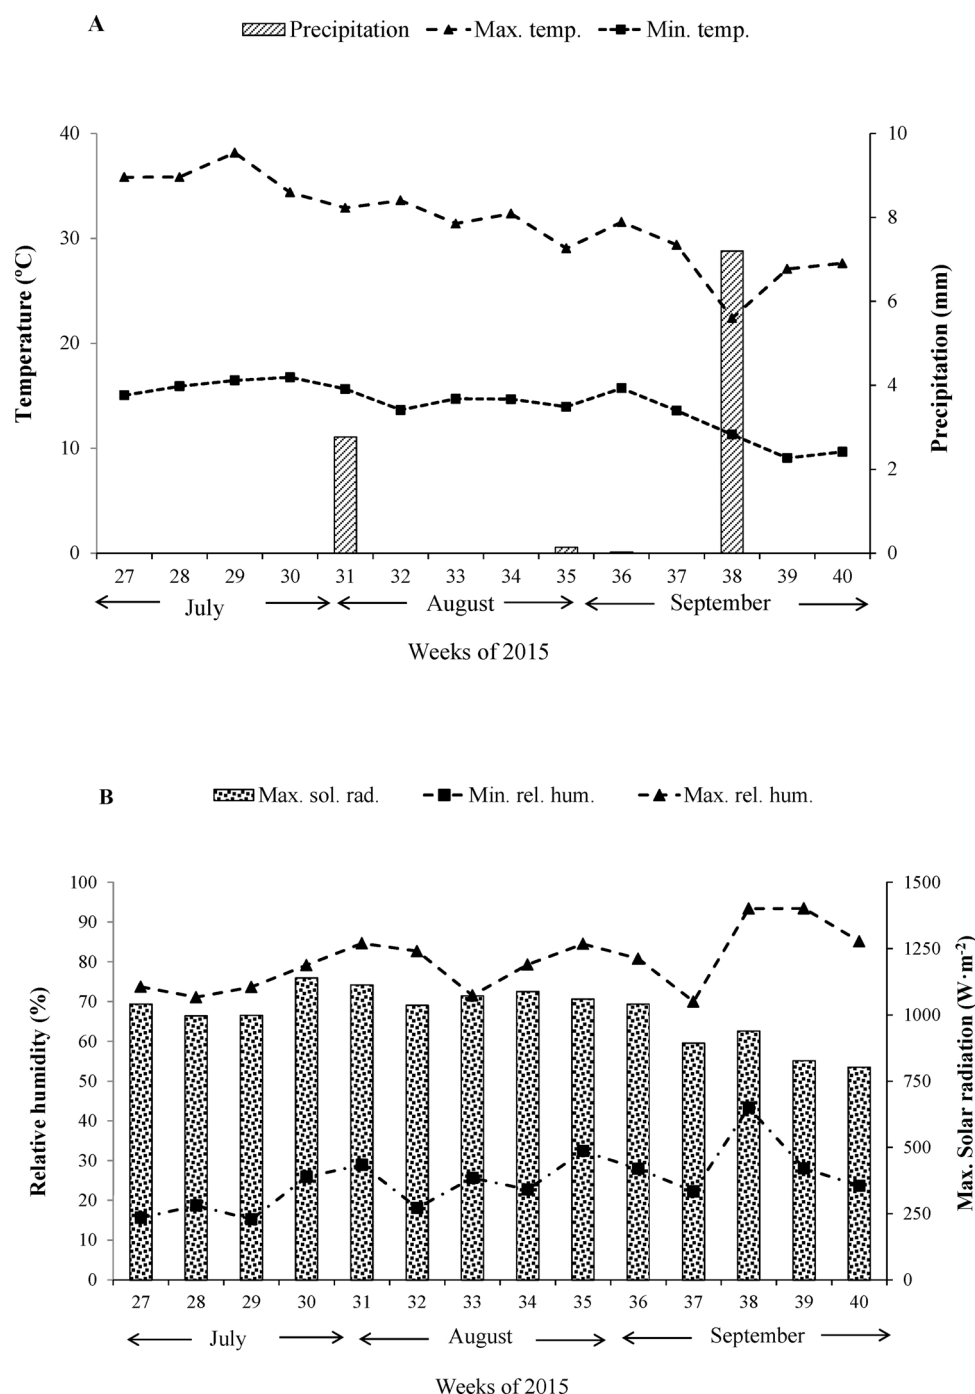 A
Precipitation Max. temp. Min. temp.
40 10
30 8
20 6
10 4
0 2
0
Temperature (ºC)
Precipitation (mm)
27 28 29 30 31 32 33 34 35 36 37 38 39 40
July August September
Weeks of 2015
B
Max. sol. rad. Min. rel. hum. Max. rel. hum.
100 1500
90
80 1250
70
60 1000
50 750
40
30 500
20 250
10
0 0
Relative humidity (%)
Max. Solar radiation (W·m-2)
27 28 29 30 31 32 33 34 35 36 37 38 39 40
July August September
Weeks of 2015